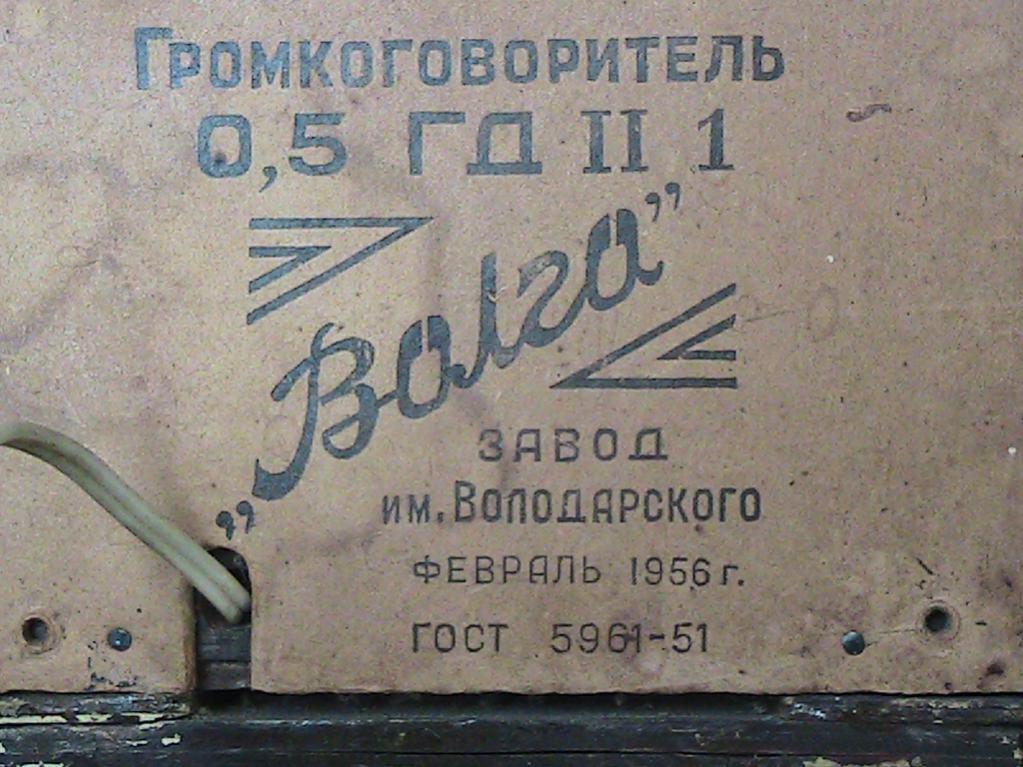 Громкоговоритель
0,5 ГД II 1
„Волга”
ЗАВОД
им. Володарского
ФЕВРАЛЬ 1956 г.
ГОСТ 5961-51